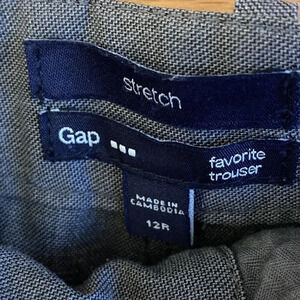 stretch
Gap
favorite
trouser
MADE IN
CAMBODIA
12R